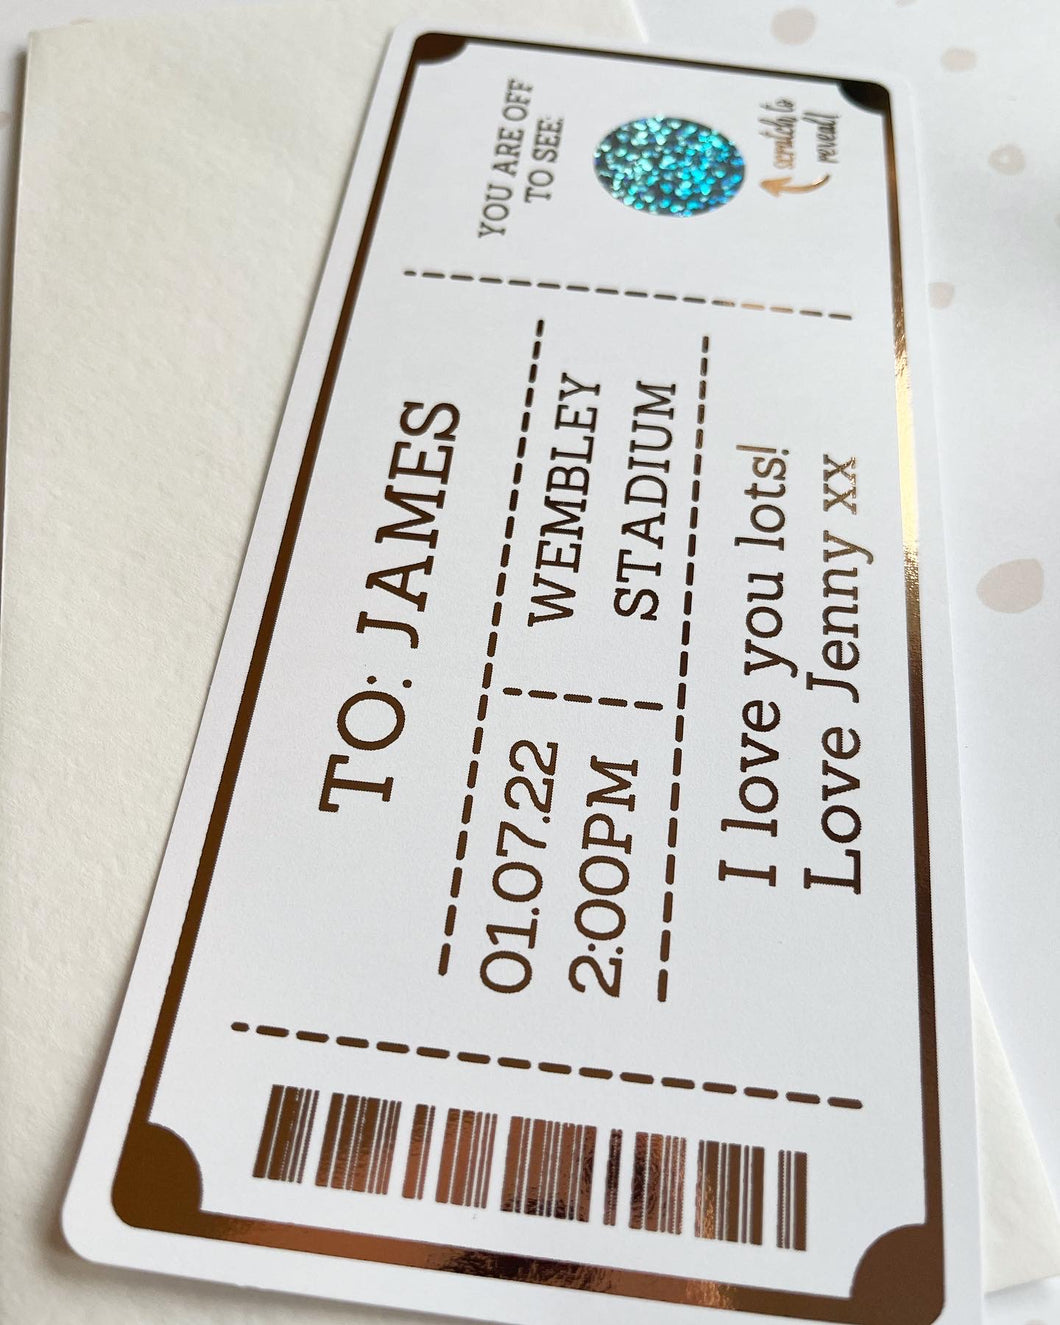 TO: JAMES
01.07.22
2:00PM
WEMBLEY
STADIUM
I love you lots!
Love Jenny xx
YOU ARE OFF
TO SEE:
scratch to
reveal!